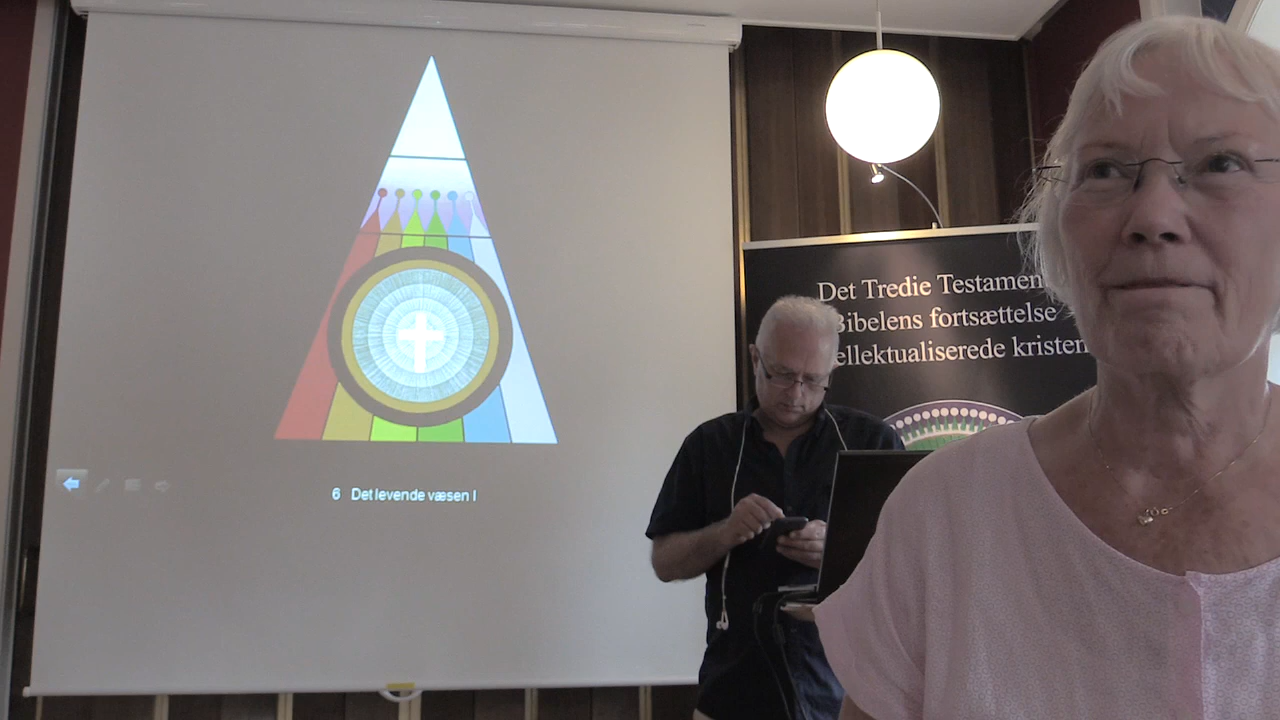 6 Det levende væsen I
Det Tredie Testamen
Bibelens fortsættelse
ellektualiserede kristen